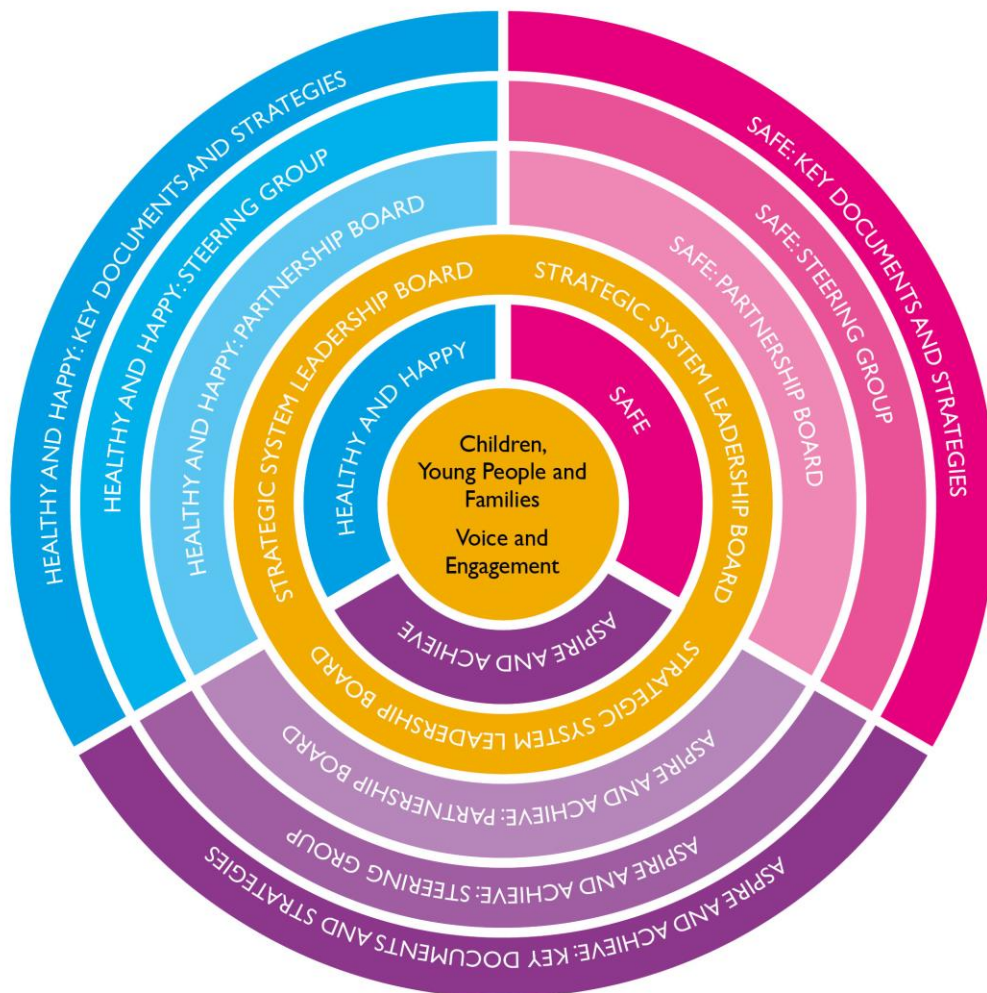 HEALTHY AND HAPPY: KEY DOCUMENTS AND STRATEGIES
SAFE: KEY DOCUMENTS AND STRATEGIES
HEALTHY AND HAPPY: STEERING GROUP
SAFE: STEERING GROUP
HEALTHY AND HAPPY: PARTNERSHIP BOARD
SAFE: PARTNERSHIP BOARD
STRATEGIC SYSTEM LEADERSHIP BOARD
STRATEGIC SYSTEM LEADERSHIP BOARD
HEALTHY AND HAPPY
SAFE
Children,
Young People and
Families
Voice and
Engagement
ASPIRE AND ACHIEVE
STRATEGIC SYSTEM LEADERSHIP BOARD
ASPIRE AND ACHIEVE: PARTNERSHIP BOARD
ASPIRE AND ACHIEVE: STEERING GROUP
ASPIRE AND ACHIEVE: KEY DOCUMENTS AND STRATEGIES